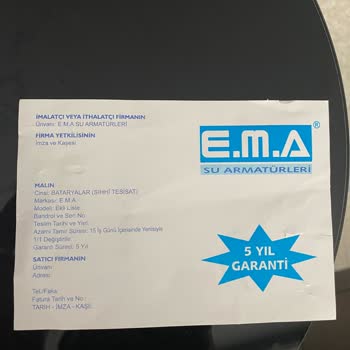 İMALATÇI VEYA İTHALATÇI FİRMANIN
Ünvanı: E.M.A SU ARMATÜRLERİ
FİRMA YETKİLİSİNİN
İmza ve Kaşesi
E.M.A®
SU ARMATÜRLERİ
MALIN
Cinsi: BATARYALAR (SIHHİ TESİSAT)
Markası: E.M.A
Modeli: Ekli Liste
Bandrol ve Seri No:
Teslim Tarihi ve Yeri:
Azami Tamir Süresi: 15 İş Günü İçerisinde Yenisiyle
1/1 Değiştirilir.
Garanti Süresi: 5 Yıl
5 YIL
GARANTİ
SATICI FİRMANIN
Ünvanı:
Adresi:
Tel./Faks:
Fatura Tarihi ve No.:
TARİH - İMZA - KAŞE: